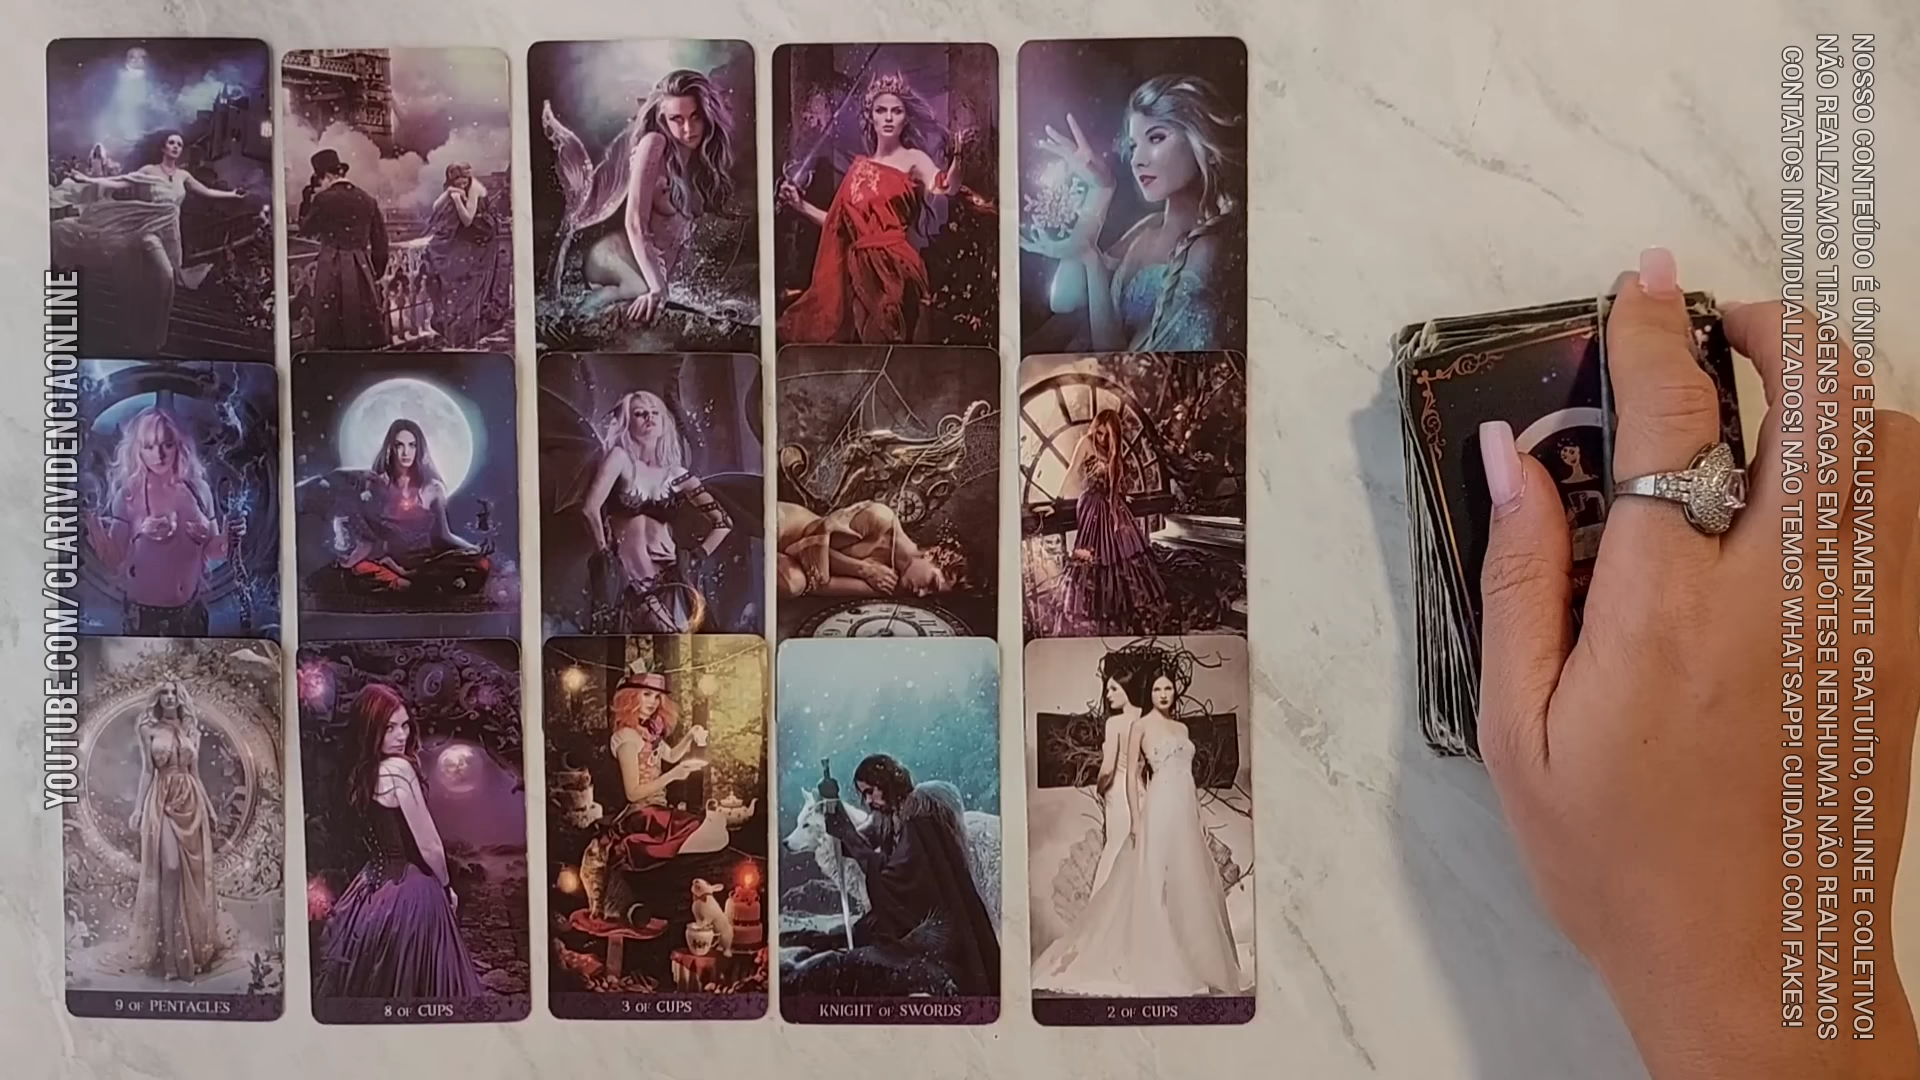 YOUTUBE.COM/CLARIVIDENCIAONLINE
9 OF PENTACLES
8 OF CUPS
3 OF CUPS
KNIGHT OF SWORDS
2 OF CUPS
NOSSO CONTEÚDO É ÚNICO E EXCLUSIVAMENTE GRATUÍTO, ONLINE E COLETIVO!
NÃO REALIZAMOS TIRAGENS PAGAS EM HIPÓTESE NENHUMA! NÃO REALIZAMOS
CONTATOS INDIVIDUALIZADOS! NÃO TEMOS WHATSAPP! CUIDADO COM FAKES!